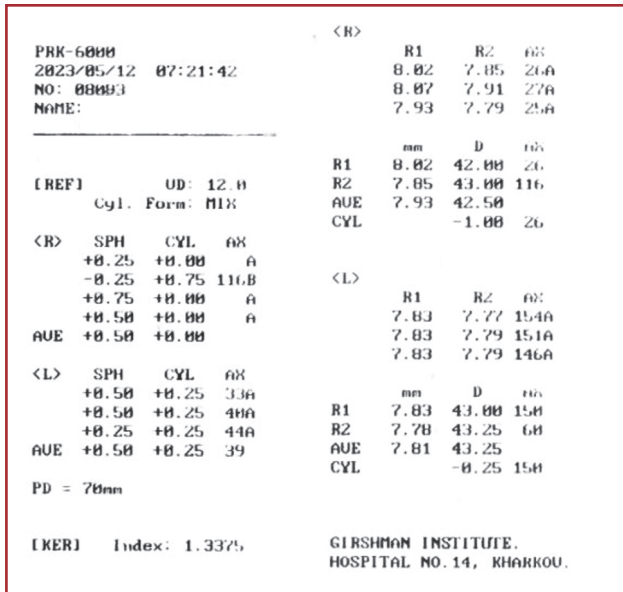 PRK-6000
2023/05/12 07:21:42
NO: 08093
NAME:
[REF] VD: 12.0
Cyl. Form: MIX
<R> SPH CYL AX
+0.25 +0.00 A
-0.25 +0.75 116B
+0.75 +0.00 A
+0.50 +0.00 A
AVE +0.50 +0.00
<L> SPH CYL AX
+0.50 +0.25 33A
+0.50 +0.25 40A
+0.25 +0.25 44A
AVE +0.50 +0.25 39
PD = 70mm
[KER] Index: 1.3375
<R>
R1 R2 AX
8.02 7.85 26A
8.07 7.91 27A
7.93 7.79 25A
mm D AX
R1 8.02 42.00 26
R2 7.85 43.00 116
AVE 7.93 42.50
CYL -1.00 26
<L>
R1 R2 AX
7.83 7.77 154A
7.83 7.79 151A
7.83 7.79 146A
mm D AX
R1 7.83 43.00 150
R2 7.78 43.25 60
AVE 7.81 43.25
CYL -0.25 150
GIRSHMAN INSTITUTE.
HOSPITAL NO.14, KHARKOV.